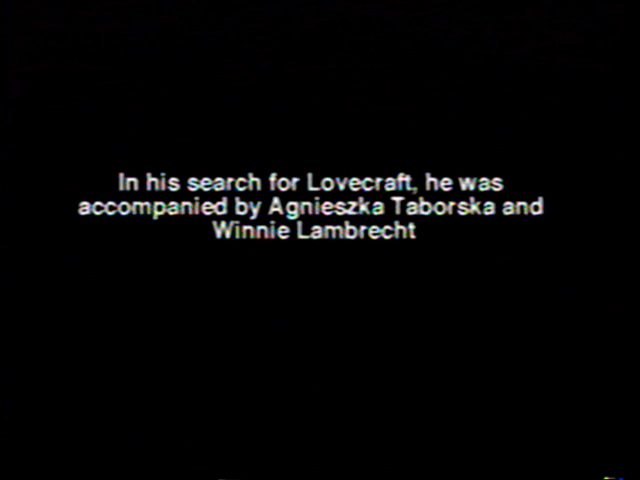 In his search for Lovecraft, he was
accompanied by Agnieszka Taborska and
Winnie Lambrecht